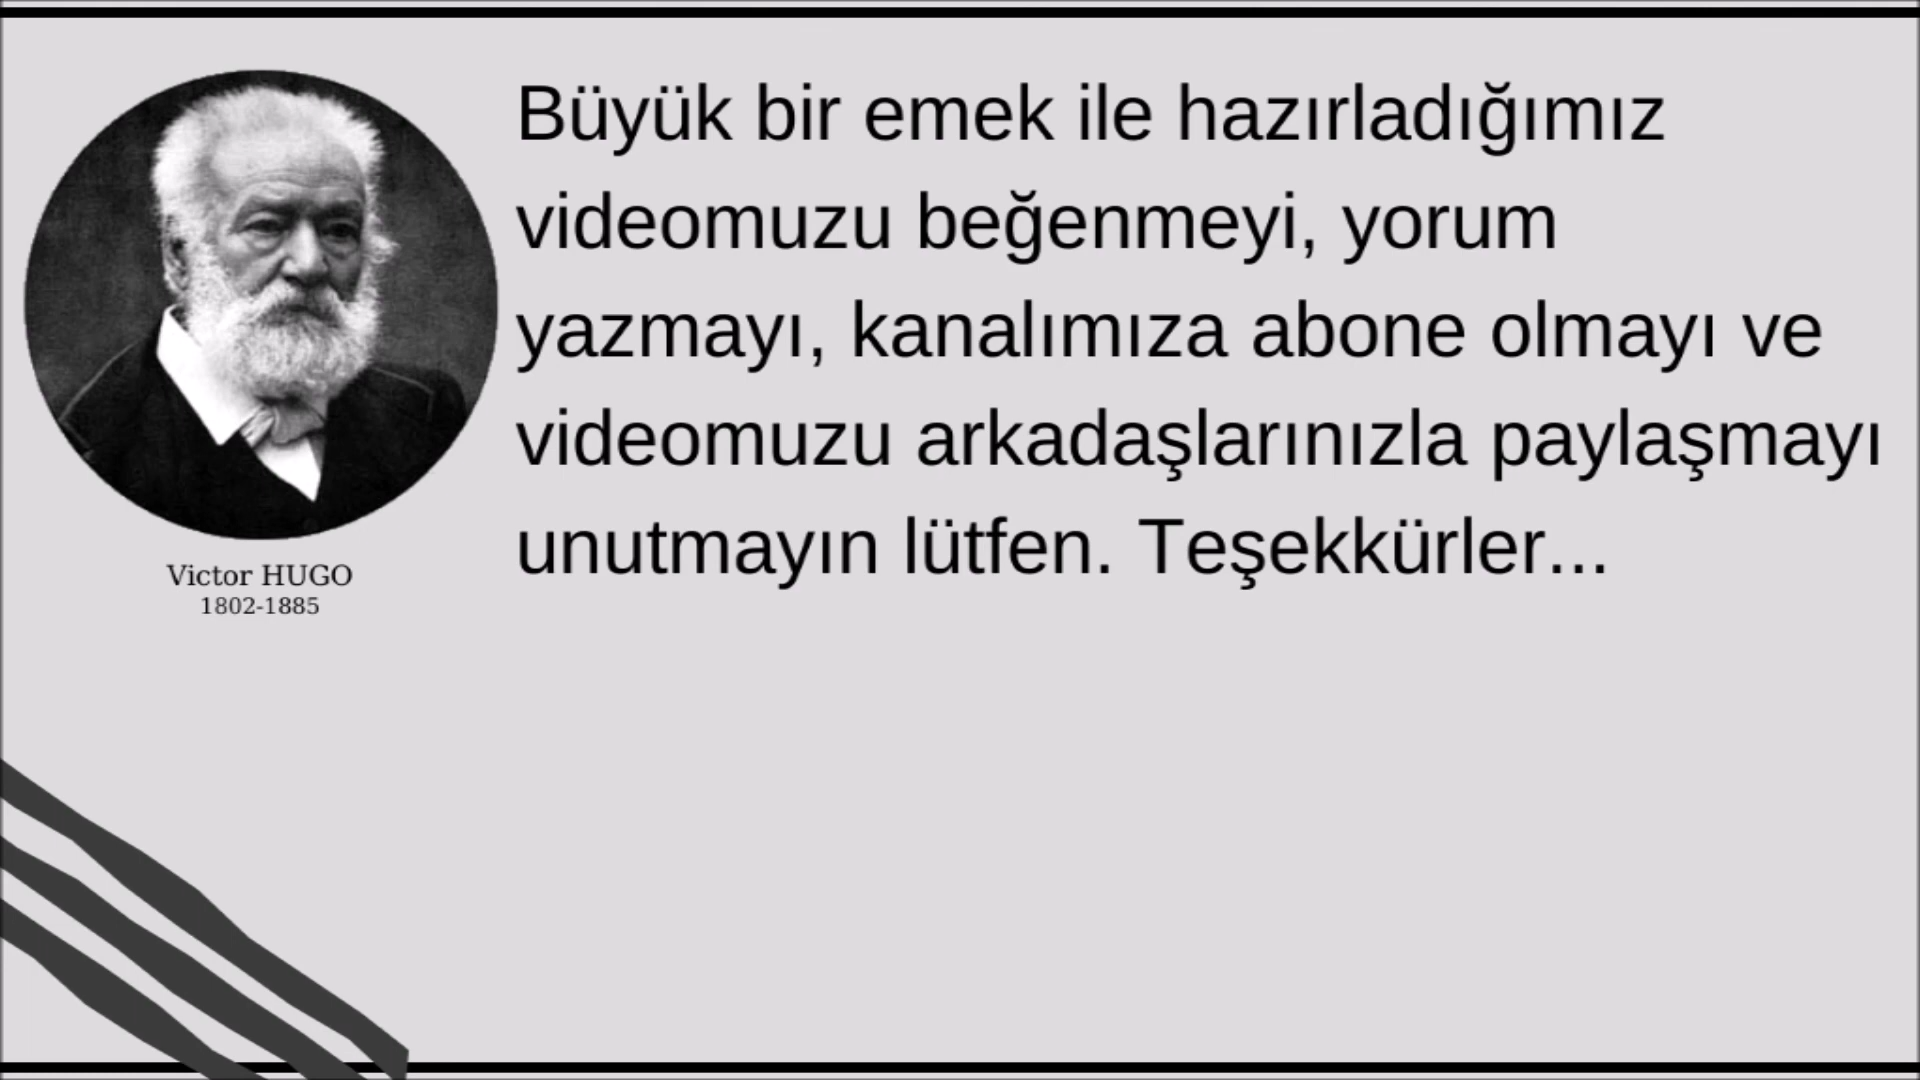 Büyük bir emek ile hazırladığımız
videomuzu beğenmeyi, yorum
yazmayı, kanalımıza abone olmayı ve
videomuzu arkadaşlarınızla paylaşmayı
unutmayın lütfen. Teşekkürler...
Victor HUGO
1802-1885